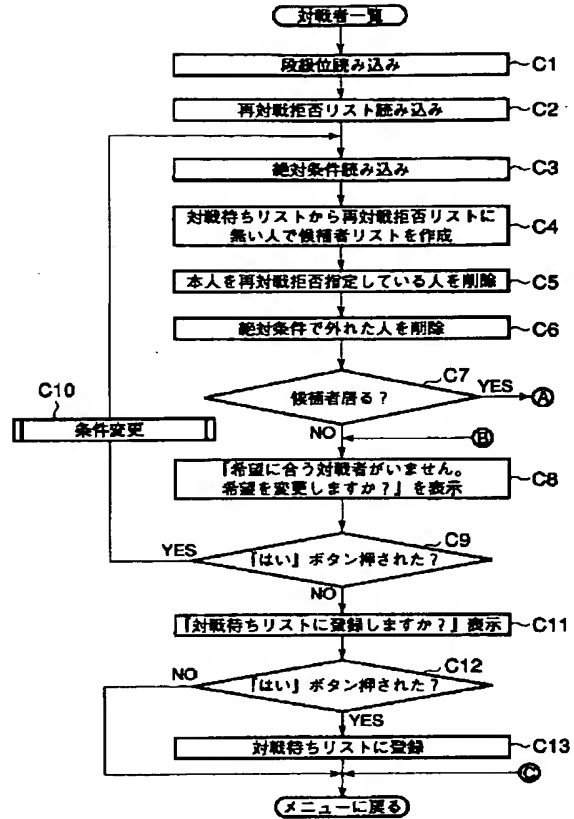 対戦者一覧
段級位読み込み
C1
再対戦拒否リスト読み込み
C2
絶対条件読み込み
C3
対戦待ちリストから再対戦拒否リストに
無い人で候補者リストを作成
C4
本人を再対戦拒否指定している人を削除
C5
絶対条件で外れた人を削除
C6
C7
候補者居る？
YES
A
C10
条件変更
NO
B
『希望に合う対戦者がいません。
希望を変更しますか？』を表示
C8
C9
YES
『はい』ボタン押された？
NO
『対戦待ちリストに登録しますか？』表示
C11
C12
NO
『はい』ボタン押された？
YES
対戦待ちリストに登録
C13
C
メニューに戻る